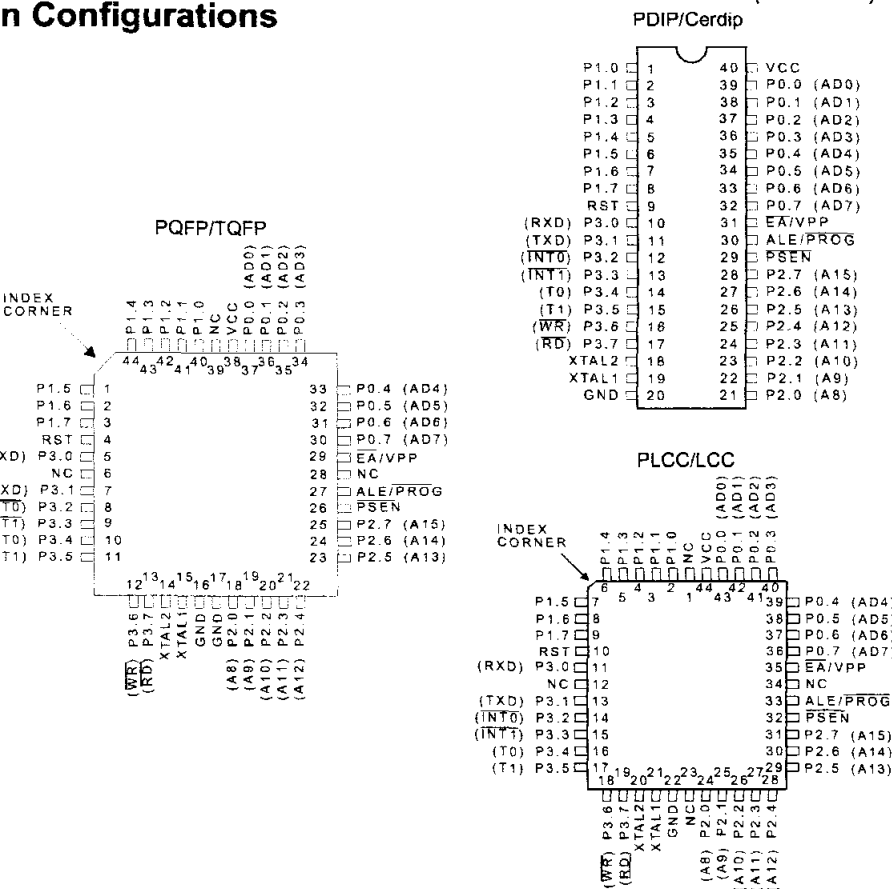 n Configurations
PDIP/Cerdip
P1.0 1 40 VCC
P1.1 2 39 P0.0 (AD0)
P1.2 3 38 P0.1 (AD1)
P1.3 4 37 P0.2 (AD2)
P1.4 5 36 P0.3 (AD3)
P1.5 6 35 P0.4 (AD4)
P1.6 7 34 P0.5 (AD5)
P1.7 8 33 P0.6 (AD6)
RST 9 32 P0.7 (AD7)
(RXD) P3.0 10 31 EA/VPP
(TXD) P3.1 11 30 ALE/PROG
(INT0) P3.2 12 29 PSEN
(INT1) P3.3 13 28 P2.7 (A15)
(T0) P3.4 14 27 P2.6 (A14)
(T1) P3.5 15 26 P2.5 (A13)
(WR) P3.6 16 25 P2.4 (A12)
(RD) P3.7 17 24 P2.3 (A11)
XTAL2 18 23 P2.2 (A10)
XTAL1 19 22 P2.1 (A9)
GND 20 21 P2.0 (A8)
PQFP/TQFP
INDEX
CORNER
P1.4
P1.3
P1.2
P1.1
P1.0
NC
VCC
P0.0 (AD0)
P0.1 (AD1)
P0.2 (AD2)
P0.3 (AD3)
44 43 42 41 40 39 38 37 36 35 34
P1.5 1 33 P0.4 (AD4)
P1.6 2 32 P0.5 (AD5)
P1.7 3 31 P0.6 (AD6)
RST 4 30 P0.7 (AD7)
XD) P3.0 5 29 EA/VPP
NC 6 28 NC
XD) P3.1 7 27 ALE/PROG
T0) P3.2 8 26 PSEN
T1) P3.3 9 25 P2.7 (A15)
T0) P3.4 10 24 P2.6 (A14)
T1) P3.5 11 23 P2.5 (A13)
12 13 14 15 16 17 18 19 20 21 22
(WR) P3.6
(RD) P3.7
XTAL2
XTAL1
GND
GND
(A8) P2.0
(A9) P2.1
(A10) P2.2
(A11) P2.3
(A12) P2.4
PLCC/LCC
INDEX
CORNER
P1.4
P1.3
P1.2
P1.1
P1.0
NC
VCC
P0.0 (AD0)
P0.1 (AD1)
P0.2 (AD2)
P0.3 (AD3)
6 5 4 3 2 1 44 43 42 41 40
P1.5 7 39 P0.4 (AD4)
P1.6 8 38 P0.5 (AD5)
P1.7 9 37 P0.6 (AD6)
RST 10 36 P0.7 (AD7)
(RXD) P3.0 11 35 EA/VPP
NC 12 34 NC
(TXD) P3.1 13 33 ALE/PROG
(INT0) P3.2 14 32 PSEN
(INT1) P3.3 15 31 P2.7 (A15)
(T0) P3.4 16 30 P2.6 (A14)
(T1) P3.5 17 29 P2.5 (A13)
18 19 20 21 22 23 24 25 26 27 28
(WR) P3.6
(RD) P3.7
XTAL2
XTAL1
GND
NC
(A8) P2.0
(A9) P2.1
(A10) P2.2
(A11) P2.3
(A12) P2.4